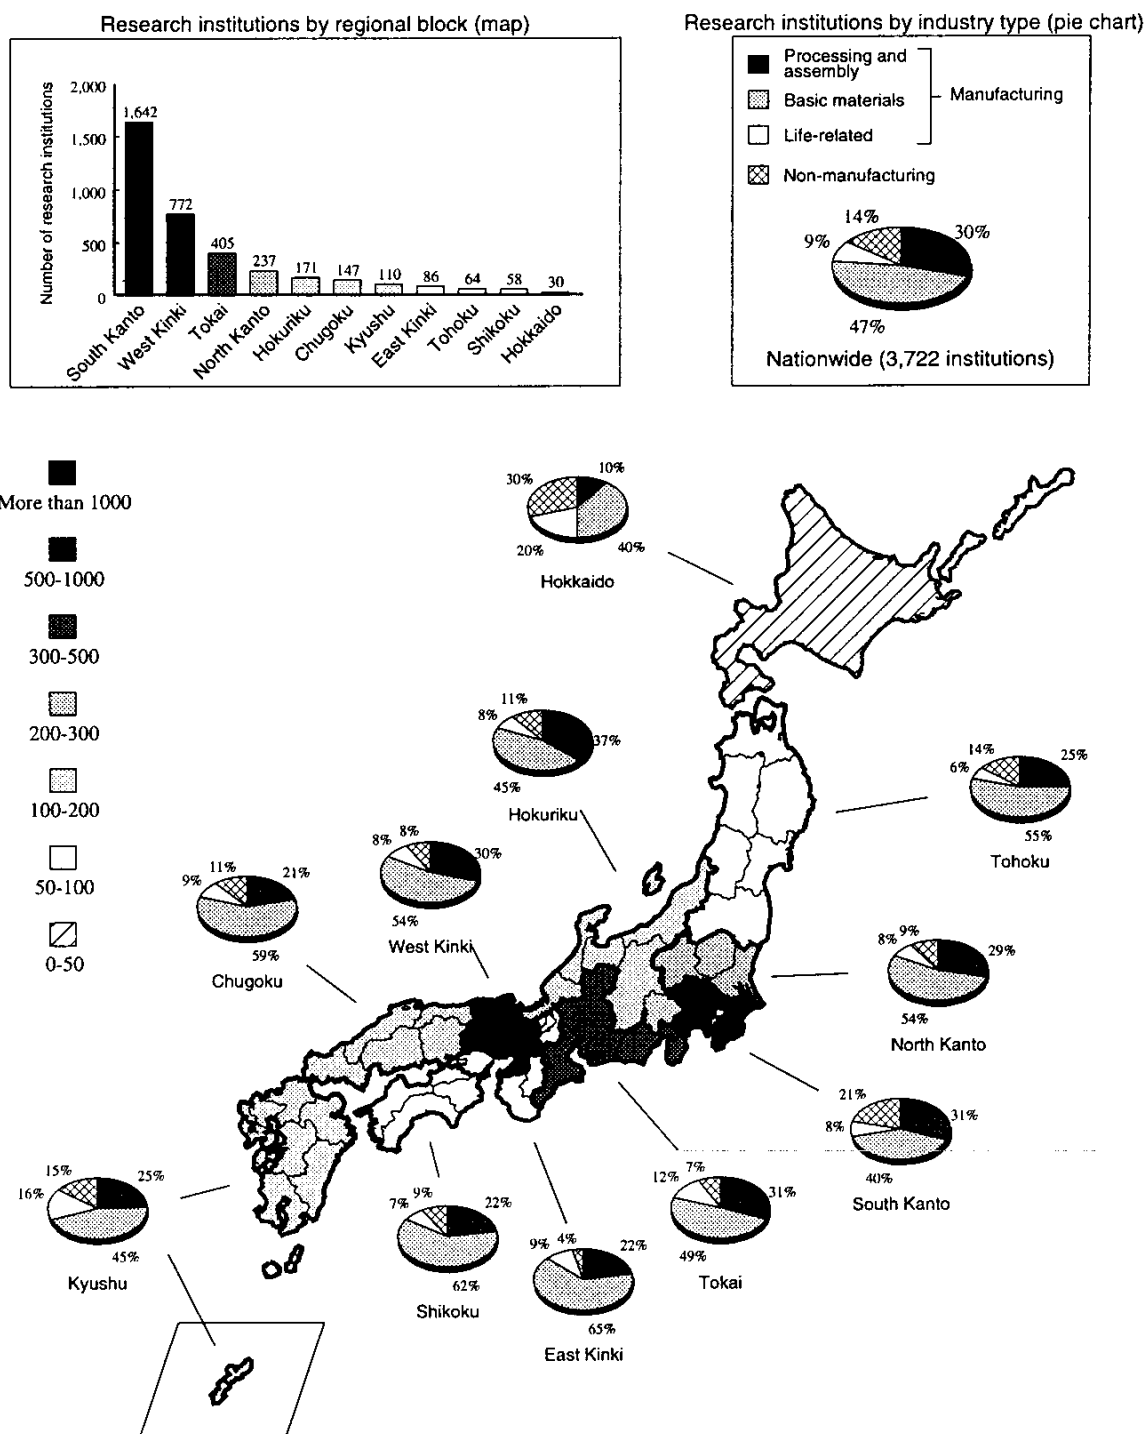 Research institutions by regional block (map)
Number of research institutions
2,000
1,500
1,000
500
0
1,642
772
405
237
171
147
110
86
64
58
30
South Kanto
West Kinki
Tokai
North Kanto
Hokuriku
Chugoku
Kyushu
East Kinki
Tohoku
Shikoku
Hokkaido
Research institutions by industry type (pie chart)
Processing and
assembly
Basic materials
Life-related
Manufacturing
Non-manufacturing
14%
30%
9%
47%
Nationwide (3,722 institutions)
More than 1000
500-1000
300-500
200-300
100-200
50-100
0-50
30%
10%
20%
40%
Hokkaido
11%
8%
37%
45%
Hokuriku
14%
25%
6%
55%
Tohoku
8%
8%
30%
54%
West Kinki
11%
21%
9%
59%
Chugoku
9%
29%
8%
54%
North Kanto
21%
31%
8%
40%
South Kanto
7%
12%
31%
49%
Tokai
15%
25%
16%
45%
Kyushu
9%
22%
7%
62%
Shikoku
4%
9%
22%
65%
East Kinki